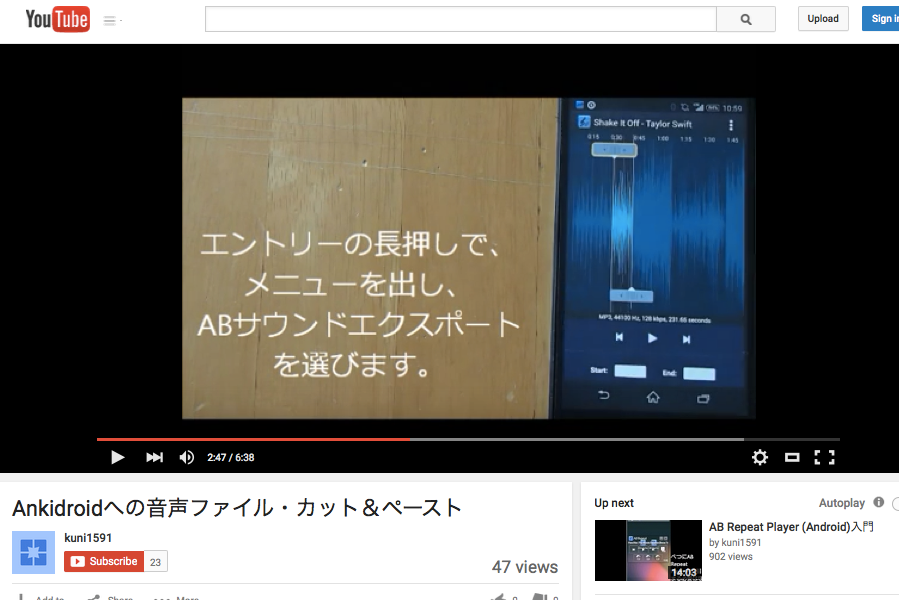 YouTube
Upload
Sign in
10:59
Shake It Off - Taylor Swift
0:15 0:30 0:45 1:00 1:15 1:30 1:45
エントリーの長押しで、
メニューを出し、
ABサウンドエクスポート
を選びます。
MP3, 44100 Hz, 128 kbps, 231.65 seconds
Start:
End:
2:47 / 6:38
Ankidroidへの音声ファイル・カット＆ペースト
kuni1591
Subscribe 23
47 views
Add to
Share
More
0
0
Up next
Autoplay
AB Repeat Player (Android)入門
by kuni1591
902 views
14:03